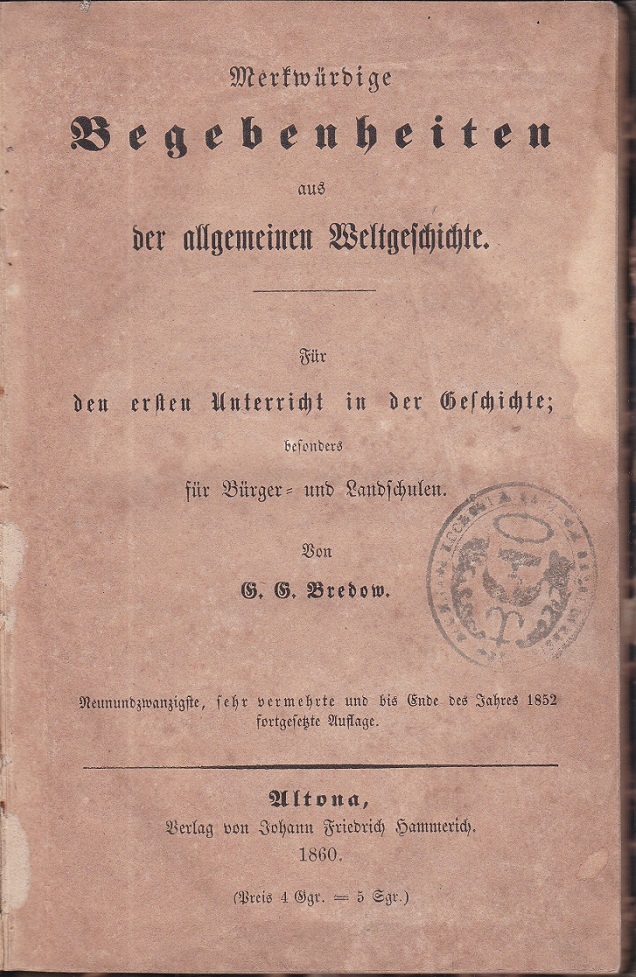 Merkwürdige
Begebenheiten
aus
der allgemeinen Weltgeschichte.
Für
den ersten Unterricht in der Geschichte;
besonders
für Bürger- und Landschulen.
Von
G. G. Bredow.
Neunundzwanzigste, sehr vermehrte und bis Ende des Jahres 1852
fortgesetzte Auflage.
Altona,
Verlag von Johann Friedrich Hammerich.
1860.
(Preis 4 Ggr. = 5 Sgr.)